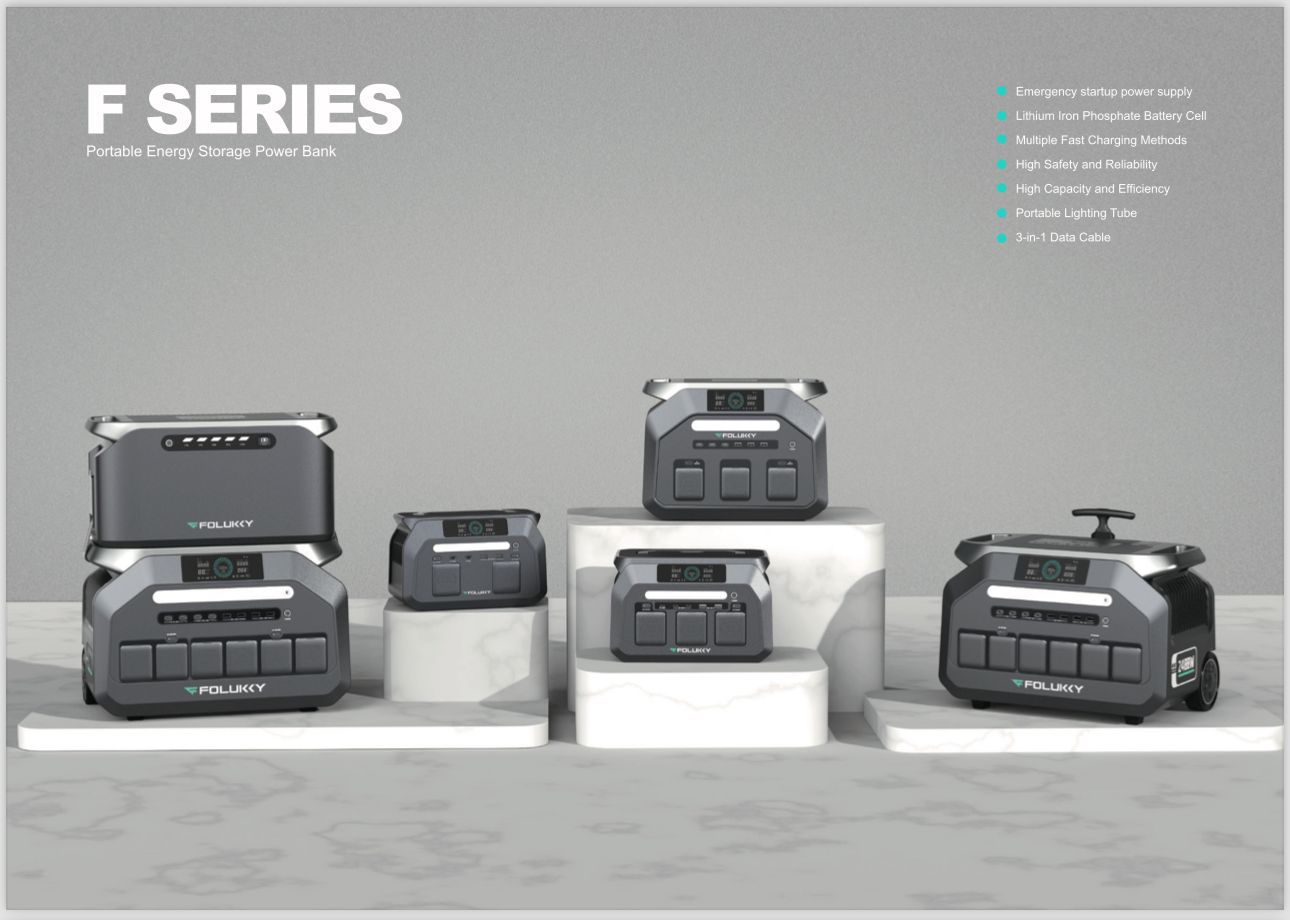 F SERIES
Portable Energy Storage Power Bank
Emergency startup power supply
Lithium Iron Phosphate Battery Cell
Multiple Fast Charging Methods
High Safety and Reliability
High Capacity and Efficiency
Portable Lighting Tube
3-in-1 Data Cable
FOLUKKY
FOLUKKY
FOLUKKY
FOLUKKY
FOLUKKY
FOLUKKY